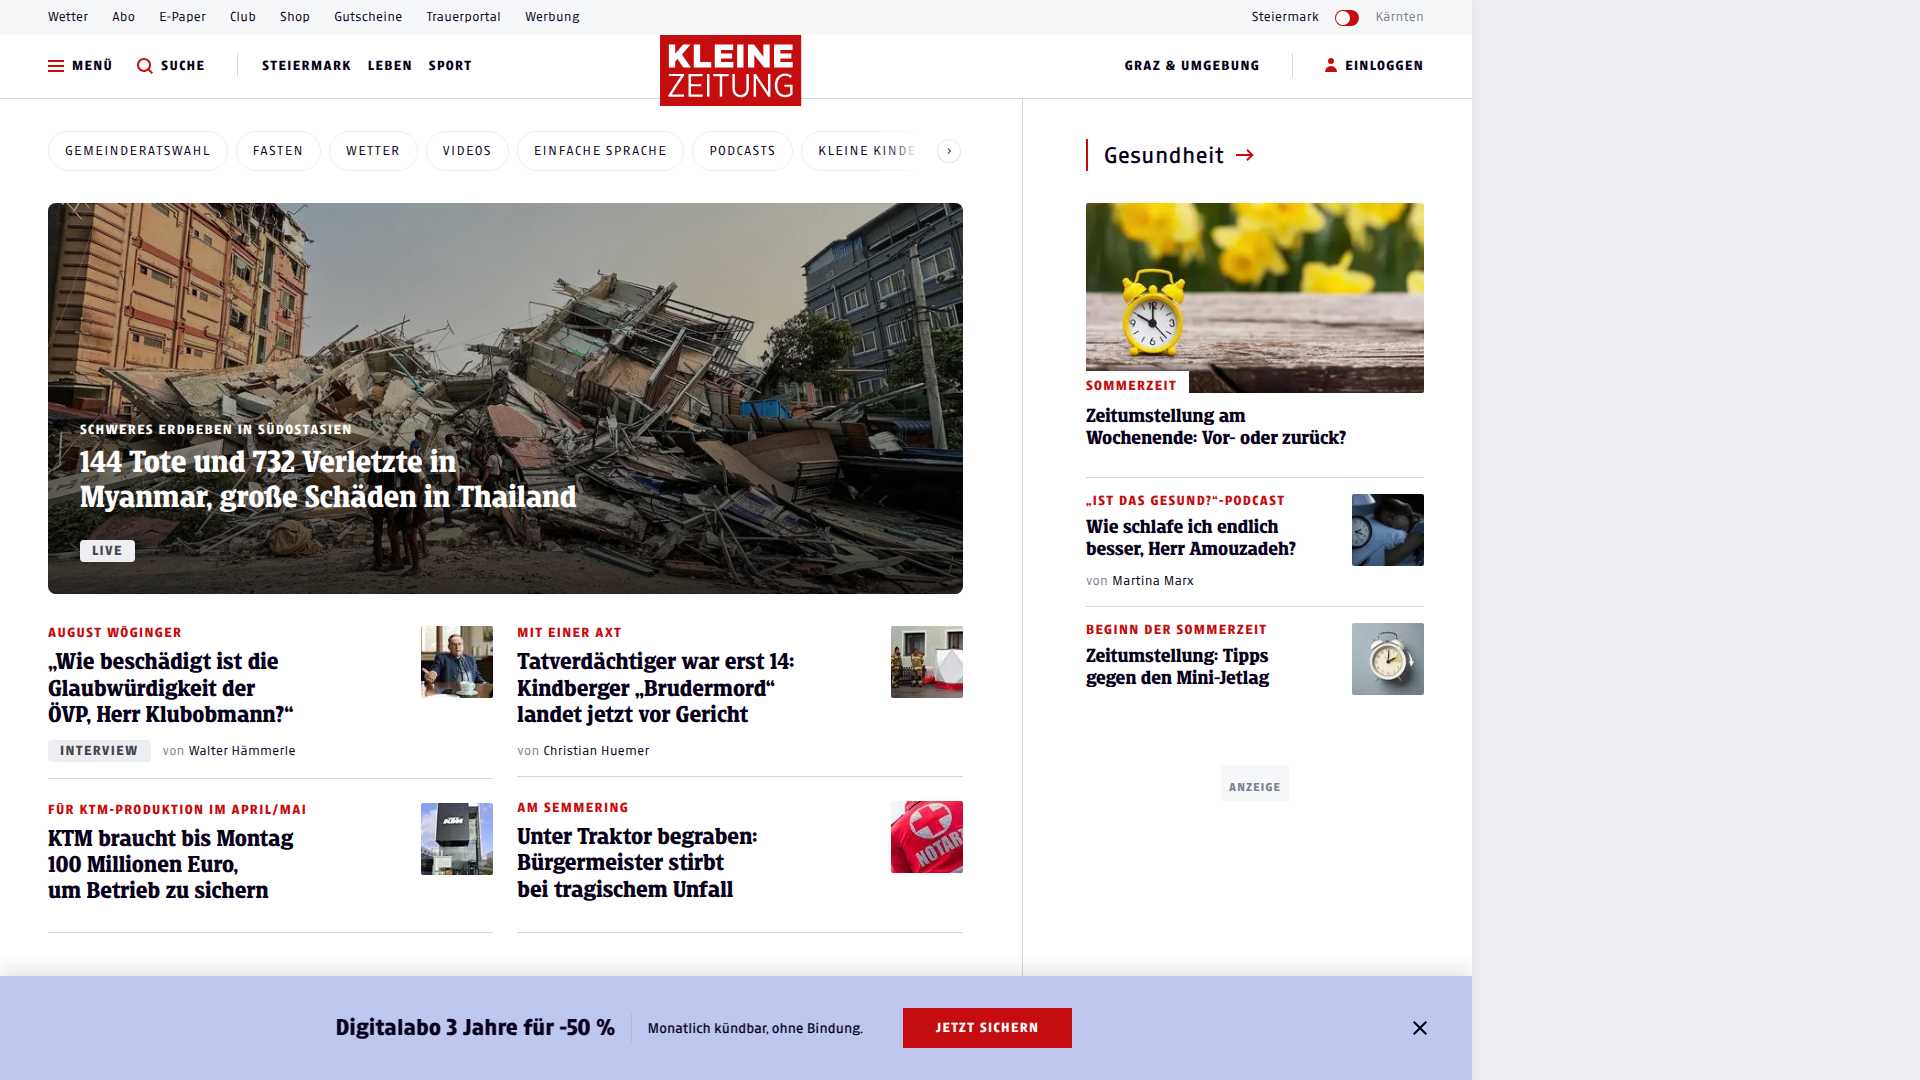 Wetter Abo E-Paper Club Shop Gutscheine Trauerportal Werbung Steiermark Kärnten
MENÜ SUCHE STEIERMARK LEBEN SPORT KLEINE ZEITUNG GRAZ & UMGEBUNG EINLOGGEN
GEMEINDERATSWAHL FASTEN WETTER VIDEOS EINFACHE SPRACHE PODCASTS KLEINE KINDE
SCHWERES ERDBEBEN IN SÜDOSTASIEN
144 Tote und 732 Verletzte in
Myanmar, große Schäden in Thailand
LIVE
AUGUST WÖGINGER
„Wie beschädigt ist die
Glaubwürdigkeit der
ÖVP, Herr Klubobmann?“
INTERVIEW von Walter Hämmerle
MIT EINER AXT
Tatverdächtiger war erst 14:
Kindberger „Brudermord“
landet jetzt vor Gericht
von Christian Huemer
FÜR KTM-PRODUKTION IM APRIL/MAI
KTM braucht bis Montag
100 Millionen Euro,
um Betrieb zu sichern
AM SEMMERING
Unter Traktor begraben:
Bürgermeister stirbt
bei tragischem Unfall
NOTARZT
Gesundheit
SOMMERZEIT
Zeitumstellung am
Wochenende: Vor- oder zurück?
„IST DAS GESUND?“-PODCAST
Wie schlafe ich endlich
besser, Herr Amouzadeh?
von Martina Marx
BEGINN DER SOMMERZEIT
Zeitumstellung: Tipps
gegen den Mini-Jetlag
ANZEIGE
Digitalabo 3 Jahre für -50 % Monatlich kündbar, ohne Bindung. JETZT SICHERN